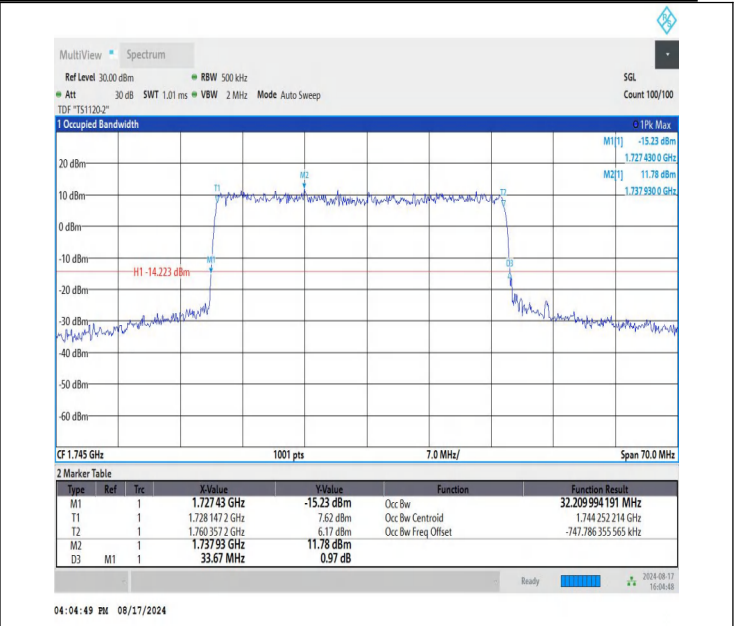 MultiView Spectrum
Ref Level 30.00 dBm RBW 500 kHz SGL
Att 30 dB SWT 1.01 ms VBW 2 MHz Mode Auto Sweep Count 100/100
TDF "TS1120-2"
1 Occupied Bandwidth 1Pk Max
M1[1] -15.23 dBm
1.727 430 0 GHz
M2[1] 11.78 dBm
1.737 930 0 GHz
20 dBm
M2
T1
T2
10 dBm
0 dBm
-10 dBm
M1
D3
H1 -14.223 dBm
-20 dBm
-30 dBm
-40 dBm
-50 dBm
-60 dBm
CF 1.745 GHz 1001 pts 7.0 MHz/ Span 70.0 MHz
2 Marker Table
Type Ref Trc X-Value Y-Value Function Function Result
M1 1 1.72743 GHz -15.23 dBm Occ Bw 32.209 994 191 MHz
T1 1 1.728 147 2 GHz 7.62 dBm Occ Bw Centroid 1.744 252 214 GHz
T2 1 1.760 357 2 GHz 6.17 dBm Occ Bw Freq Offset -747.786 355 565 kHz
M2 1 1.73793 GHz 11.78 dBm
D3 M1 1 33.67 MHz 0.97 dB
Ready 2024-08-17
16:04:48
04:04:49 PM 08/17/2024